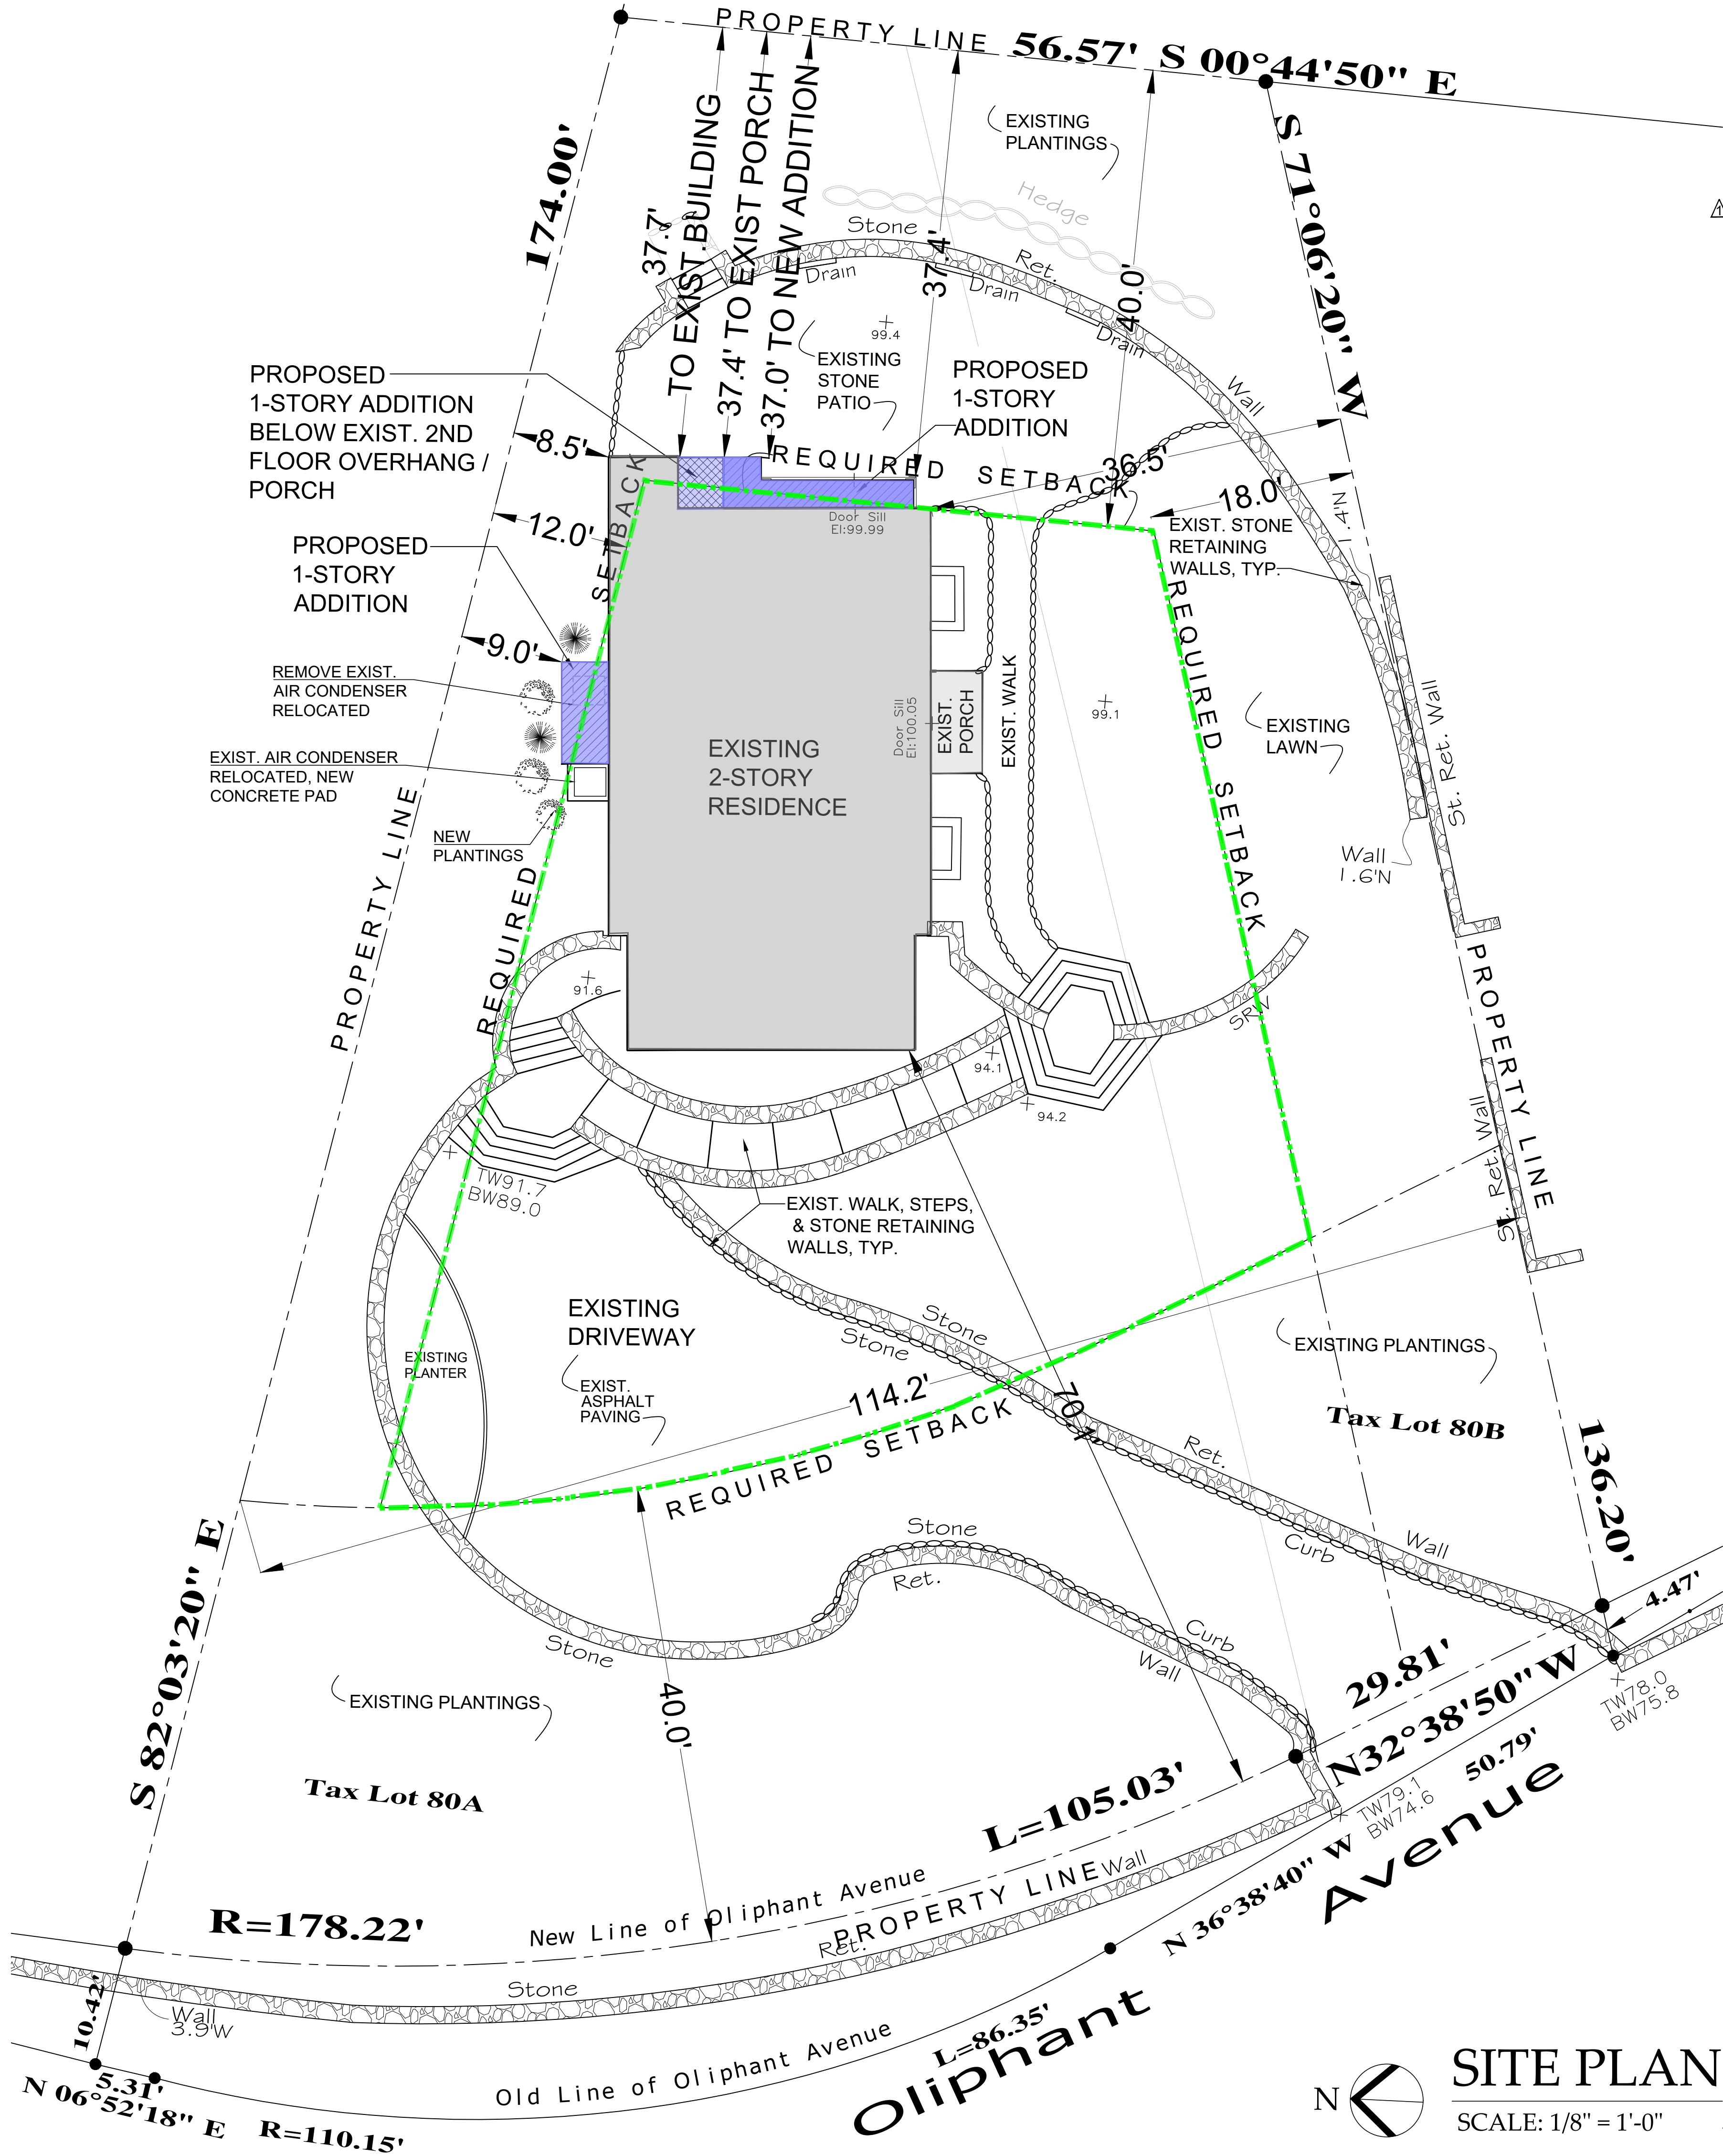 PROPERTY LINE
56.57' S 00°44'50" E
174.00'
S 71°06'20" W
EXISTING
PLANTINGS
Hedge
37.7'
TO EXIST.BUILDING
37.4' TO EXIST PORCH
37.0' TO NEW ADDITION
37.4'
40.0'
Stone
Ret.
Wall
Drain
Drain
Drain
99.4
EXISTING
STONE
PATIO
PROPOSED
1-STORY
ADDITION
PROPOSED
1-STORY ADDITION
BELOW EXIST. 2ND
FLOOR OVERHANG /
PORCH
8.5'
12.0'
REQUIRED SETBACK
36.5'
18.0'
1.4'N
EXIST. STONE
RETAINING
WALLS, TYP.
Door Sill
El:99.99
SETBACK
PROPOSED
1-STORY
ADDITION
9.0'
REMOVE EXIST.
AIR CONDENSER
RELOCATED
EXIST. AIR CONDENSER
RELOCATED, NEW
CONCRETE PAD
NEW
PLANTINGS
PROPERTY LINE
REQUIRED
EXISTING
2-STORY
RESIDENCE
Door Sill
El:100.05
EXIST.
PORCH
EXIST. WALK
99.1
REQUIRED SETBACK
EXISTING
LAWN
St. Ret. Wall
Wall
1.6'N
PROPERTY LINE
SRW
91.6
94.1
94.2
TW91.7
BW89.0
EXIST. WALK, STEPS,
& STONE RETAINING
WALLS, TYP.
St. Ret. Wall
EXISTING
DRIVEWAY
EXISTING
PLANTER
EXIST.
ASPHALT
PAVING
Stone
Stone
114.2'
70.1'
REQUIRED SETBACK
EXISTING PLANTINGS
Tax Lot 80B
136.20'
Ret.
Wall
Curb
Stone
Ret.
Curb
Wall
Stone
4.47'
S 82°03'20" E
EXISTING PLANTINGS
40.0'
Tax Lot 80A
29.81'
N32°38'50" W
TW78.0
BW75.8
50.79'
L=105.03'
TW79.1
BW74.6
R=178.22'
New Line of Oliphant Avenue
PROPERTY LINE
Wall
Ret.
Stone
N 36°38'40" W
10.42'
Wall
3.9'W
5.31'
N 06°52'18" E
R=110.15'
Old Line of Oliphant Avenue
L=86.35'
Oliphant Avenue
N
SITE PLAN
SCALE: 1/8" = 1'-0"